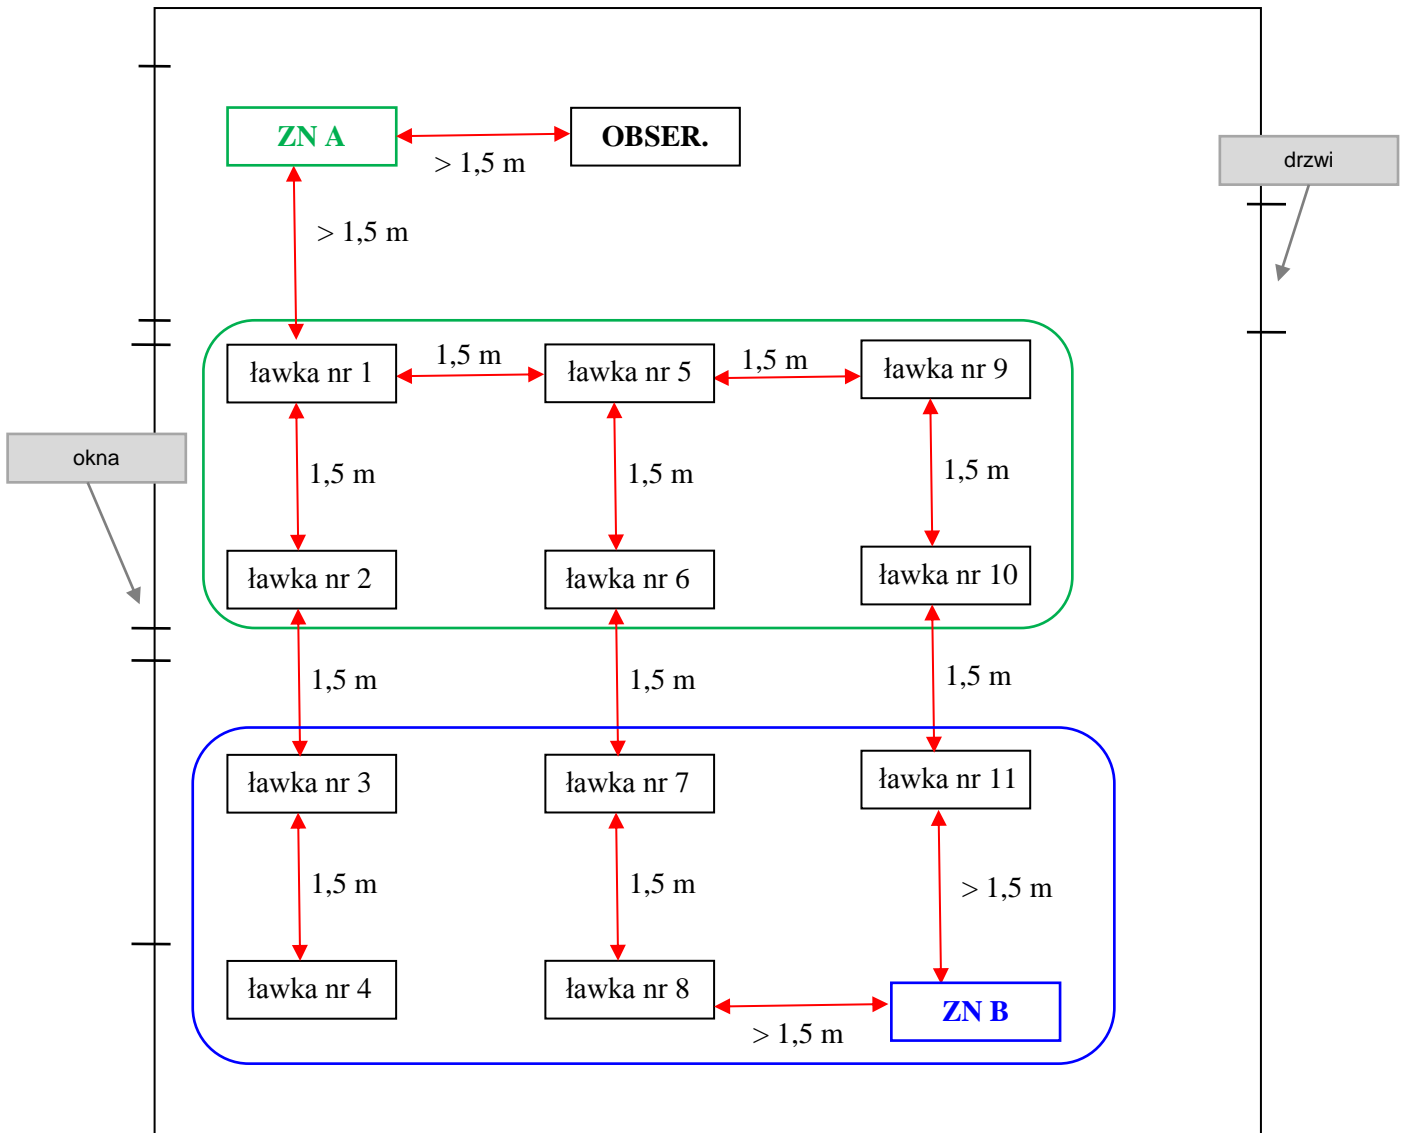 ZN A
OBSER.
> 1,5 m
drzwi
> 1,5 m
ławka nr 1
1,5 m
ławka nr 5
1,5 m
ławka nr 9
okna
1,5 m
1,5 m
1,5 m
ławka nr 2
ławka nr 6
ławka nr 10
1,5 m
1,5 m
1,5 m
ławka nr 3
ławka nr 7
ławka nr 11
1,5 m
1,5 m
> 1,5 m
ławka nr 4
ławka nr 8
ZN B
> 1,5 m